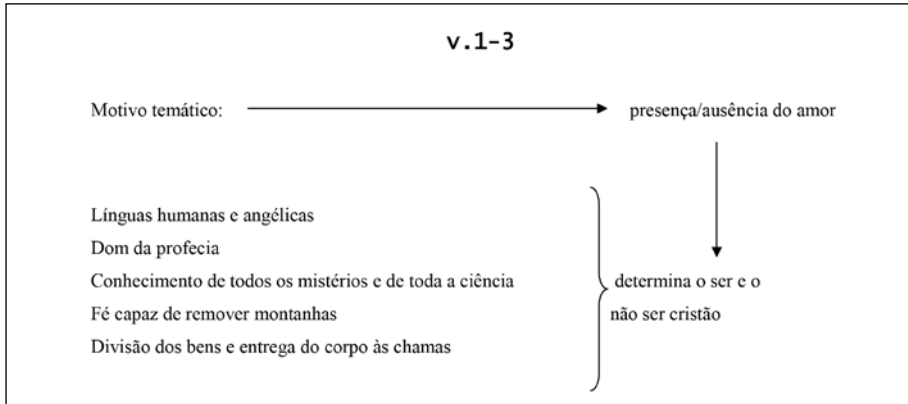 v.1-3
Motivo temático: presença/ausência do amor
Línguas humanas e angélicas
Dom da profecia
Conhecimento de todos os mistérios e de toda a ciência
Fé capaz de remover montanhas
Divisão dos bens e entrega do corpo às chamas
determina o ser e o
não ser cristão